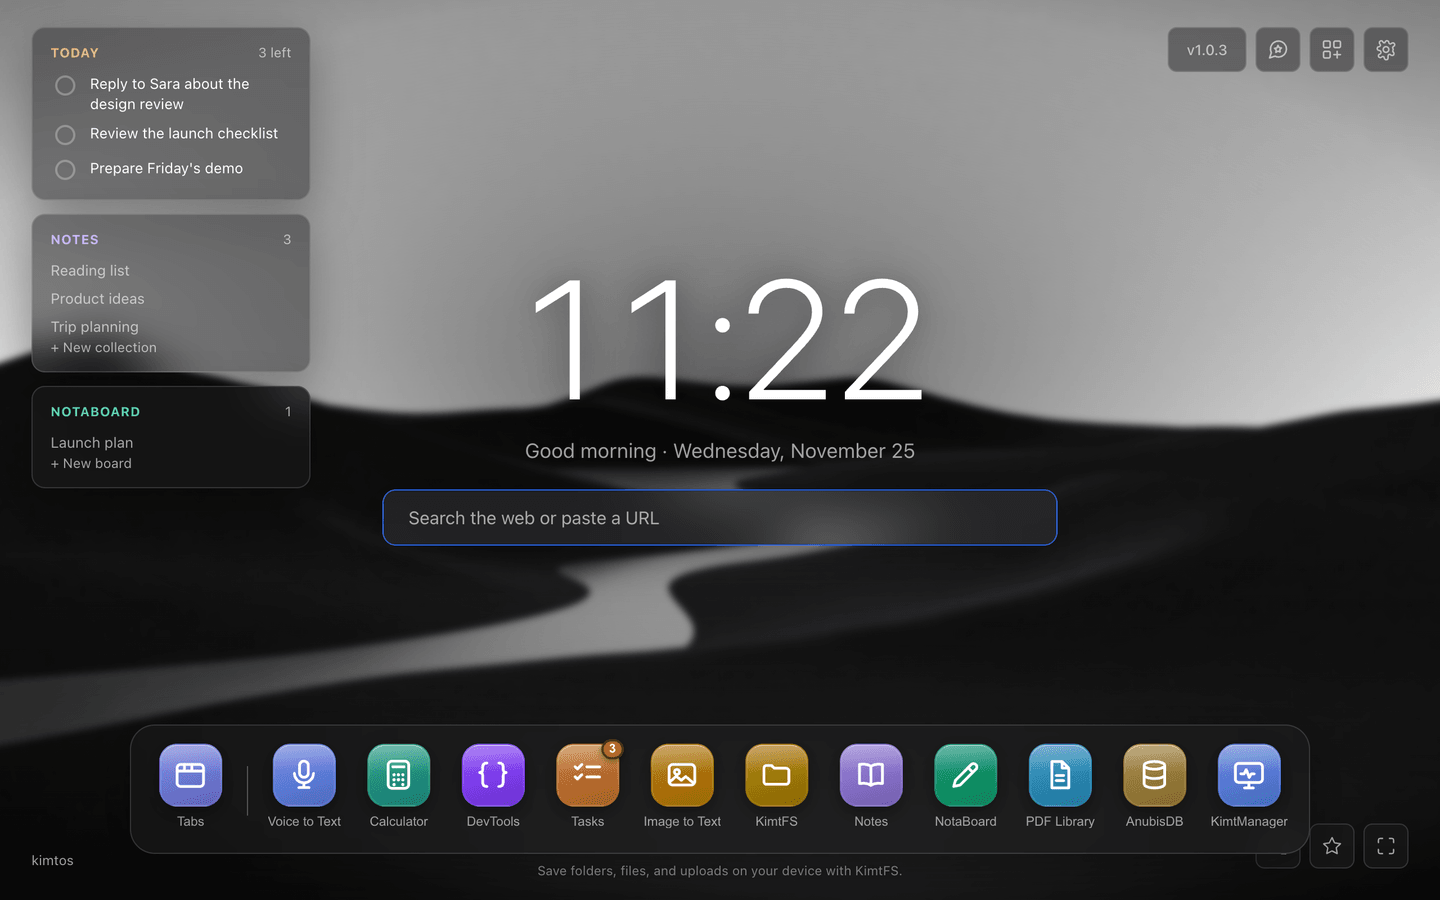 TODAY
3 left
Reply to Sara about the
design review
Review the launch checklist
Prepare Friday's demo
NOTES
3
Reading list
Product ideas
Trip planning
+ New collection
NOTABOARD
1
Launch plan
+ New board
v1.0.3
11:22
Good morning · Wednesday, November 25
Search the web or paste a URL
3
Tabs
Voice to Text
Calculator
DevTools
Tasks
Image to Text
KimtFS
Notes
NotaBoard
PDF Library
AnubisDB
KimtManager
kimtos
Save folders, files, and uploads on your device with KimtFS.